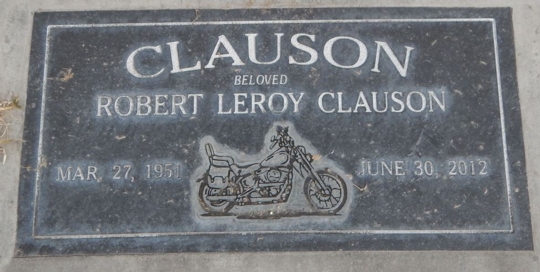 CLAUSON
BELOVED
ROBERT LEROY CLAUSON
MAR. 27, 1951 JUNE 30, 2012